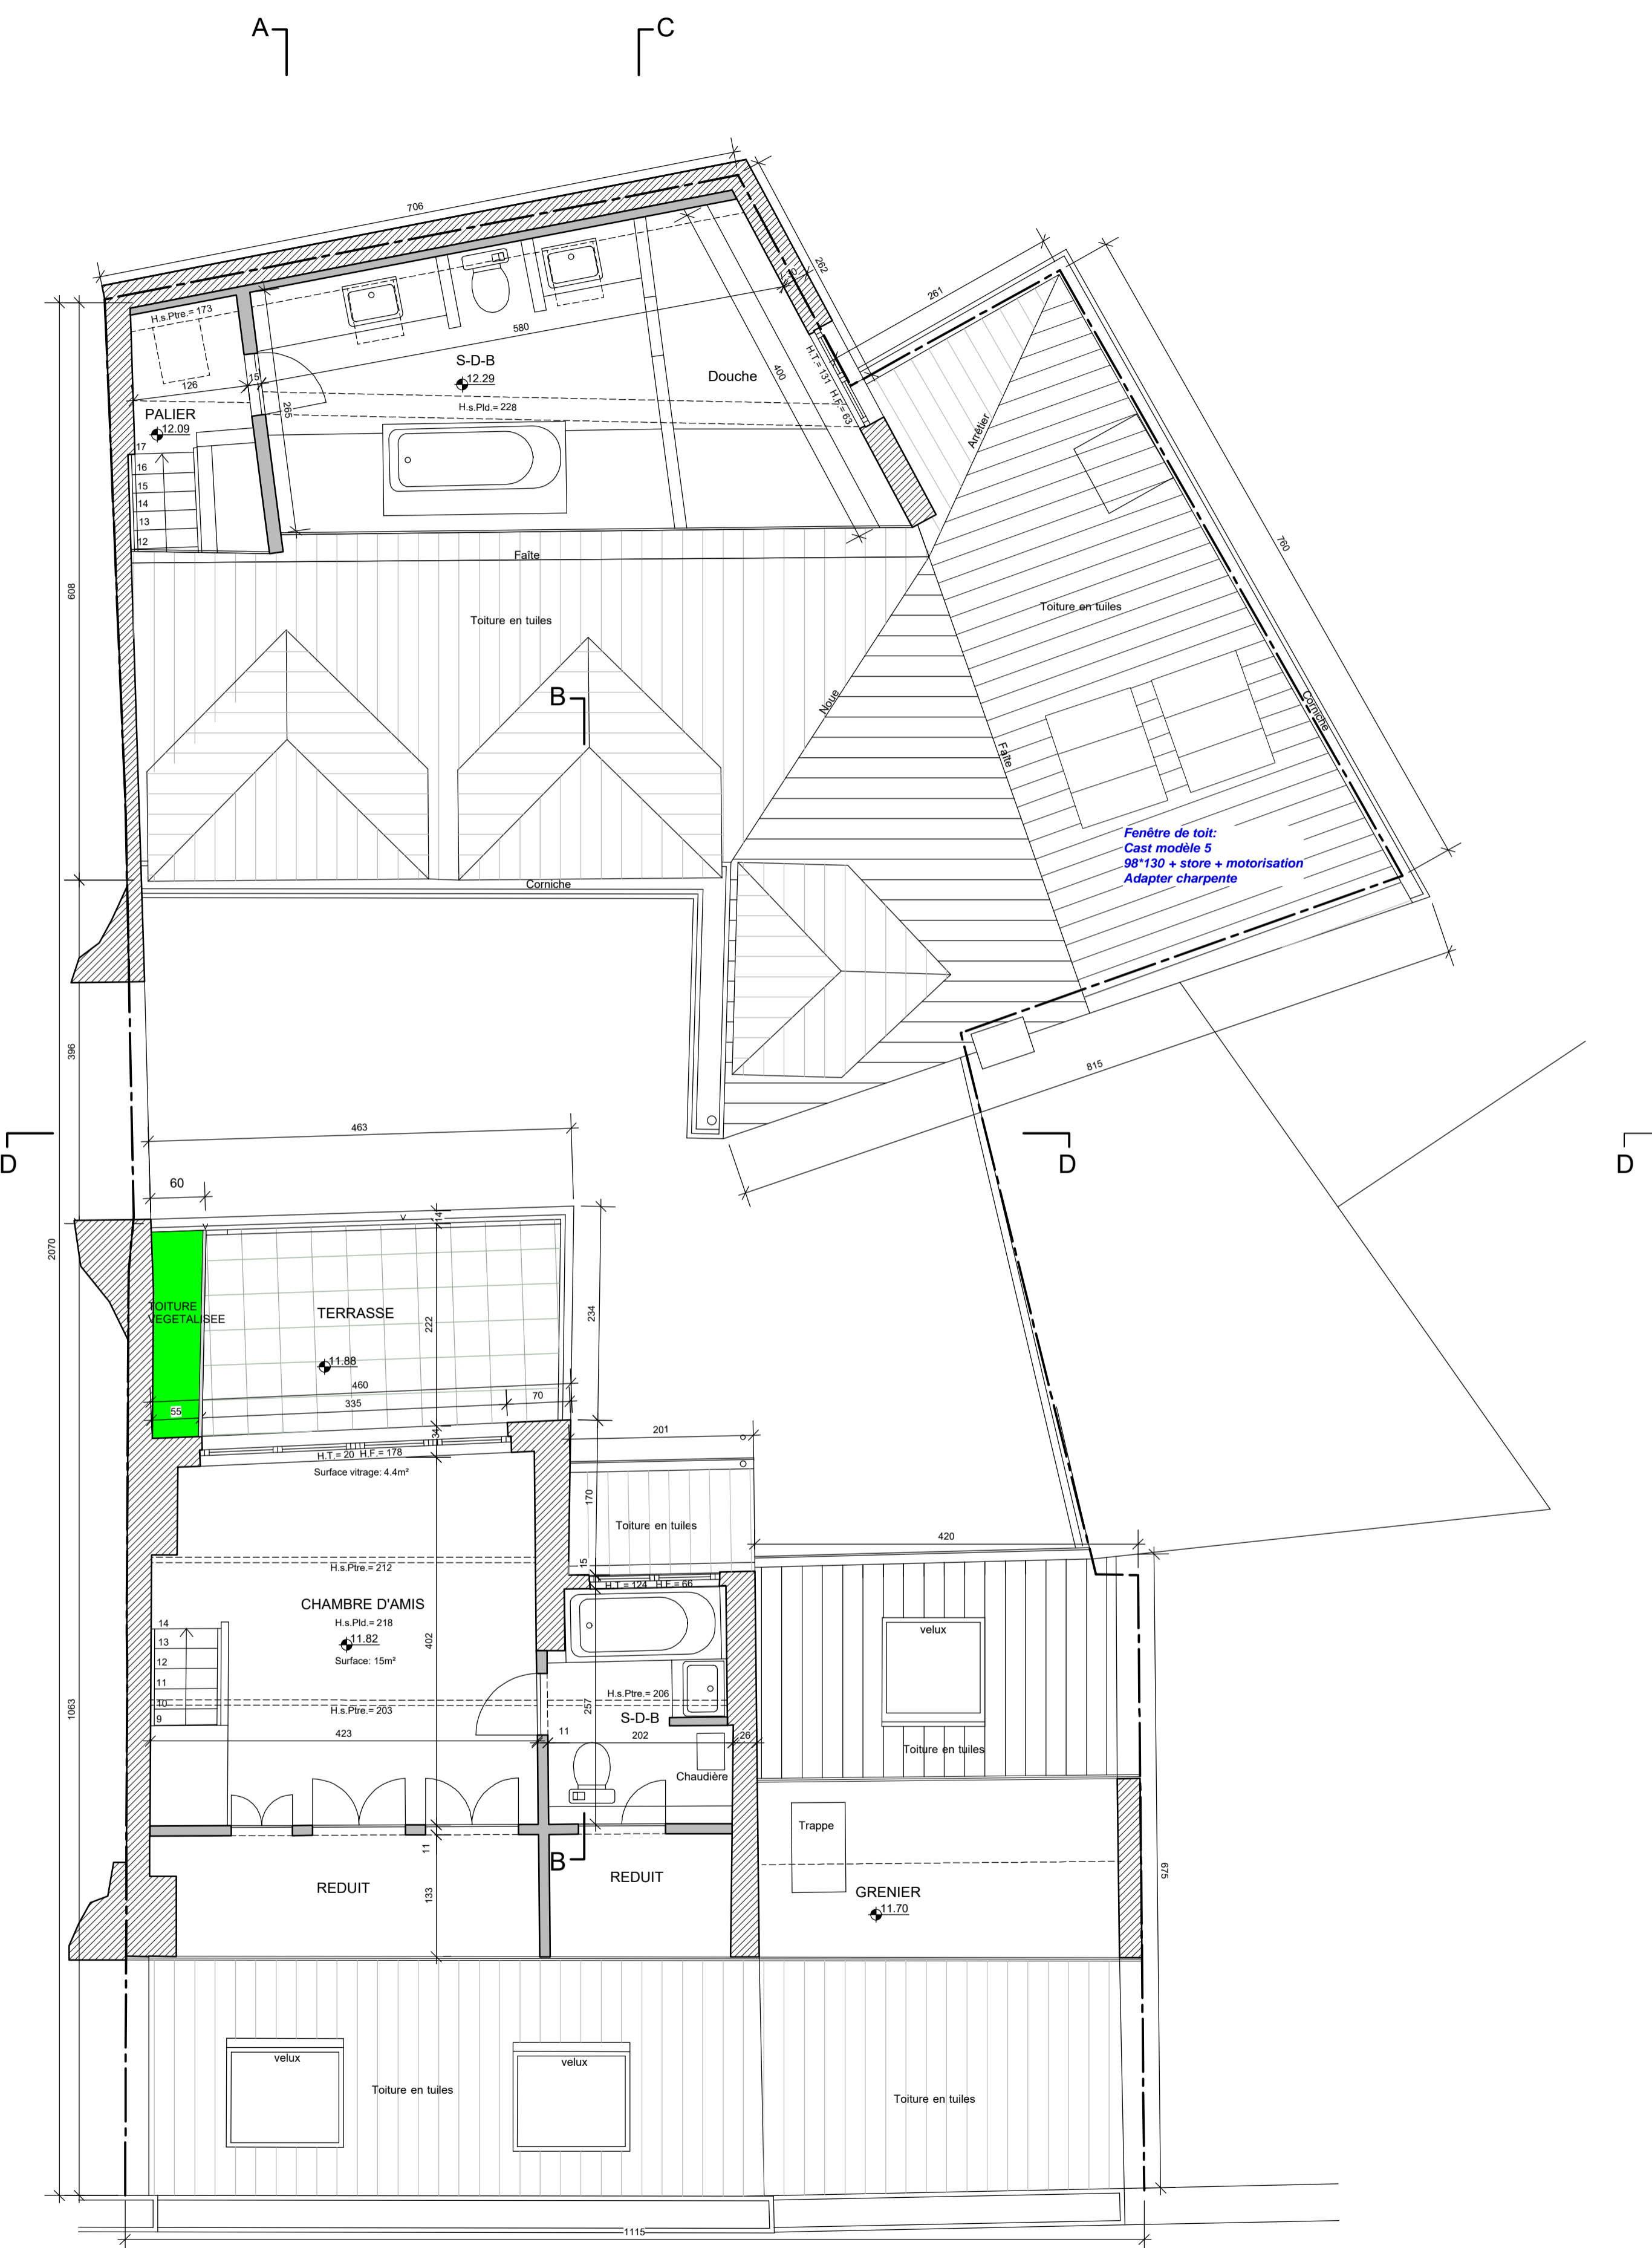 A
C
706
262
261
H.s.Ptre.= 173
580
S-D-B
12.29
Douche
400
H.T.= 131 H.F.= 63
126
15
265
H.s.Pld.= 228
PALIER
12.09
17
16
15
14
13
12
Arrêtier
760
Faîte
608
Toiture en tuiles
Toiture en tuiles
B
Noue
Corniche
Faîte
Fenêtre de toit:
Cast modèle 5
98*130 + store + motorisation
Adapter charpente
Corniche
396
815
463
D
D
D
60
14
2070
TOITURE
VEGETALISEE
TERRASSE
222
234
11.88
460
335
70
55
34
201
H.T.= 20 H.F.= 178
Surface vitrage: 4.4m²
170
Toiture en tuiles
420
15
H.s.Ptre.= 212
H.T.= 124 H.F.= 66
CHAMBRE D'AMIS
H.s.Pld.= 218
11.82
402
Surface: 15m²
14
13
12
11
10
9
velux
H.s.Ptre.= 206
H.s.Ptre.= 203
257
S-D-B
1063
423
11
202
26
Toiture en tuiles
Chaudière
Trappe
11
B
REDUIT
REDUIT
133
GRENIER
11.70
675
velux
velux
Toiture en tuiles
Toiture en tuiles
1115